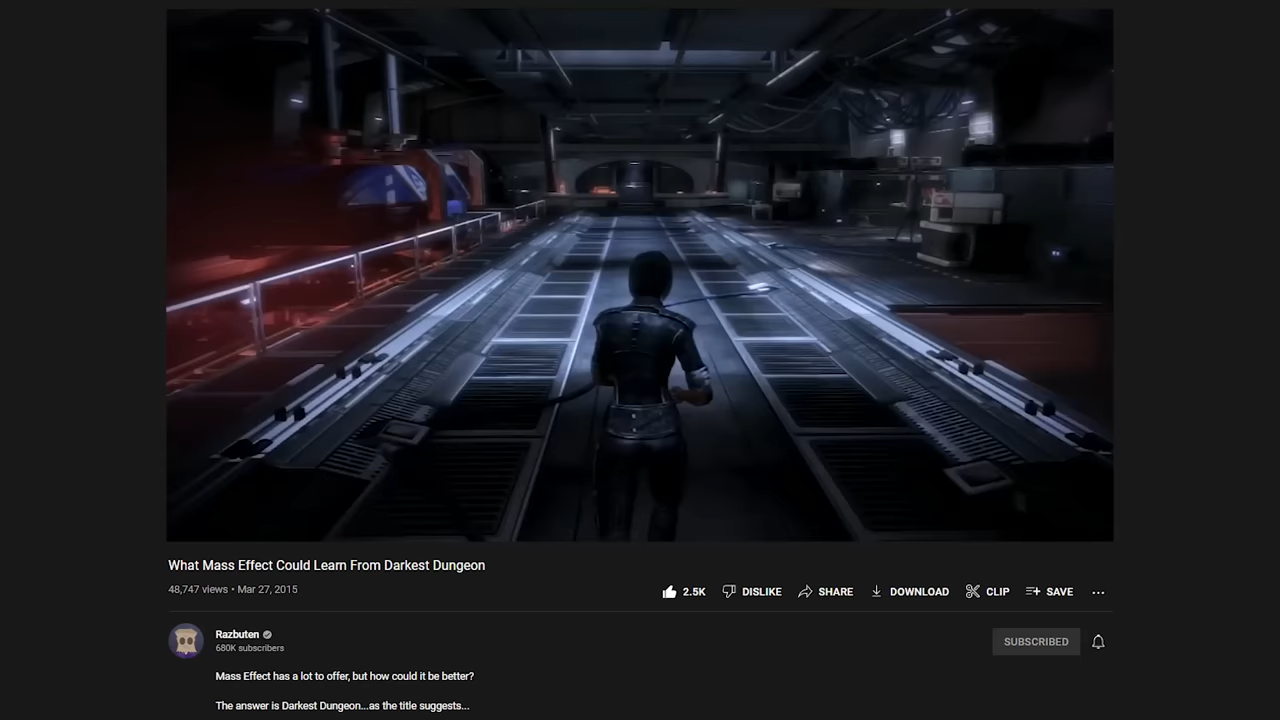 What Mass Effect Could Learn From Darkest Dungeon
48,747 views • Mar 27, 2015
2.5K DISLIKE SHARE DOWNLOAD CLIP SAVE ...
Razbuten
680K subscribers
SUBSCRIBED
Mass Effect has a lot to offer, but how could it be better?
The answer is Darkest Dungeon...as the title suggests...